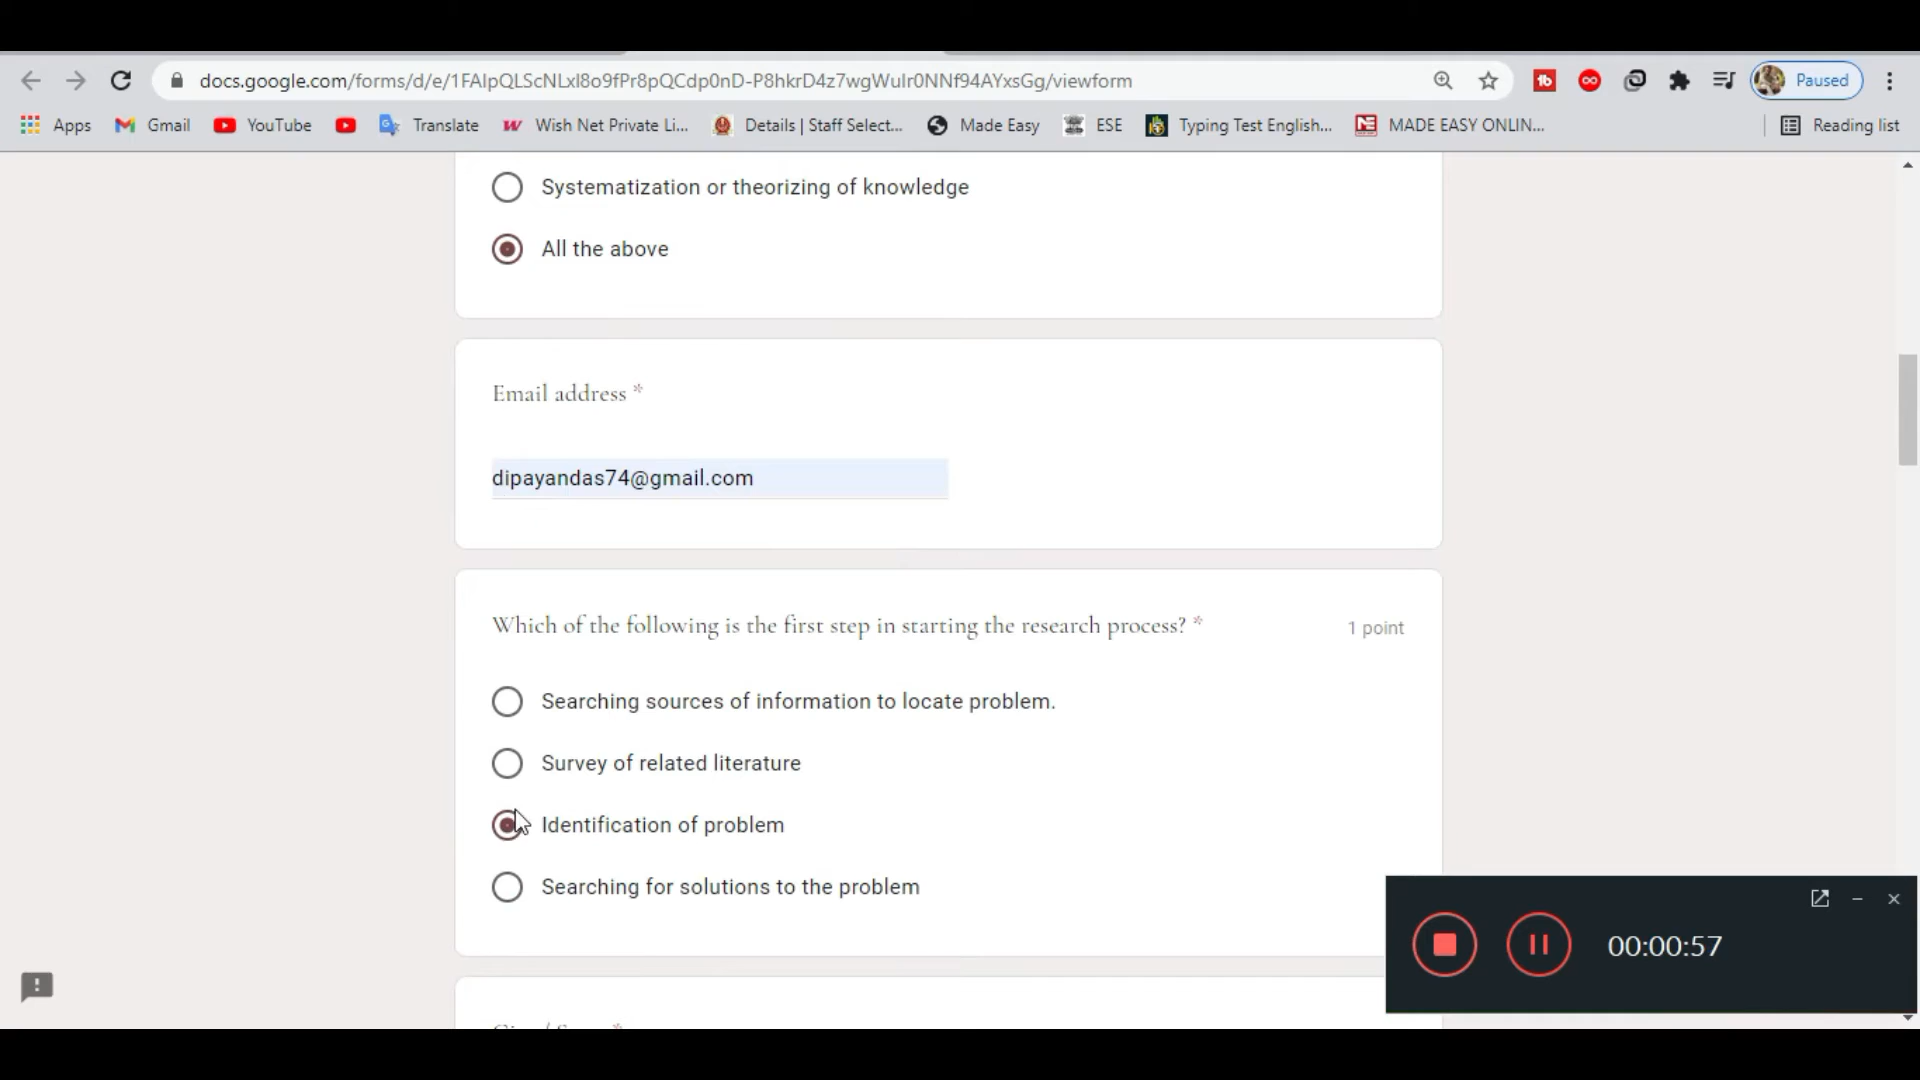 docs.google.com/forms/d/e/1FAIpQLScNLxI8o9fPr8pQCdp0nD-P8hkrD4z7wgWuIr0NNf94AYxsGg/viewform
Paused
Apps
Gmail
YouTube
Translate
Wish Net Private Li...
Details | Staff Select...
Made Easy
ESE
Typing Test English...
MADE EASY ONLIN...
Reading list
Systematization or theorizing of knowledge
All the above
Email address *
dipayandas74@gmail.com
Which of the following is the first step in starting the research process? *
1 point
Searching sources of information to locate problem.
Survey of related literature
Identification of problem
Searching for solutions to the problem
00:00:57